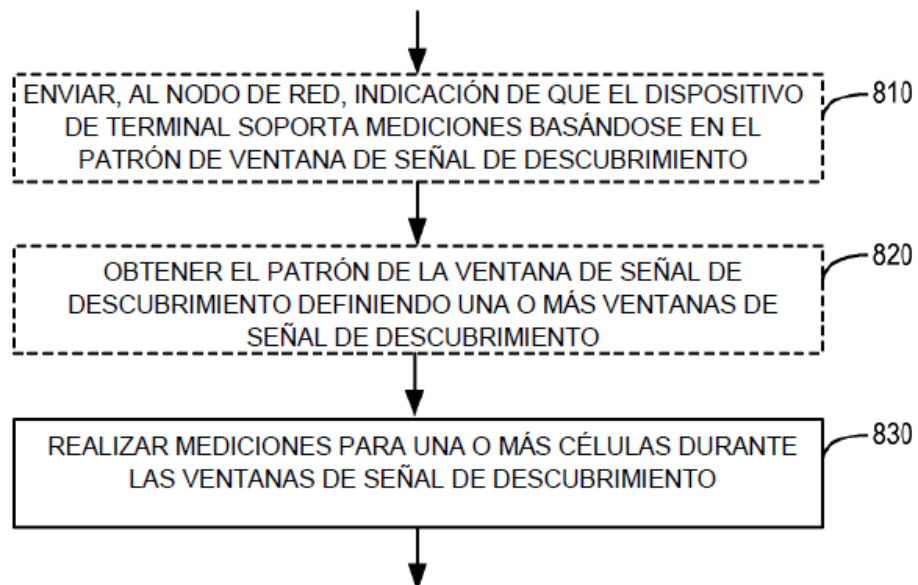 ENVIAR, AL NODO DE RED, INDICACIÓN DE QUE EL DISPOSITIVO
DE TERMINAL SOPORTA MEDICIONES BASÁNDOSE EN EL
PATRÓN DE VENTANA DE SEÑAL DE DESCUBRIMIENTO
810
OBTENER EL PATRÓN DE LA VENTANA DE SEÑAL DE
DESCUBRIMIENTO DEFINIENDO UNA O MÁS VENTANAS DE
SEÑAL DE DESCUBRIMIENTO
820
REALIZAR MEDICIONES PARA UNA O MÁS CÉLULAS DURANTE
LAS VENTANAS DE SEÑAL DE DESCUBRIMIENTO
830